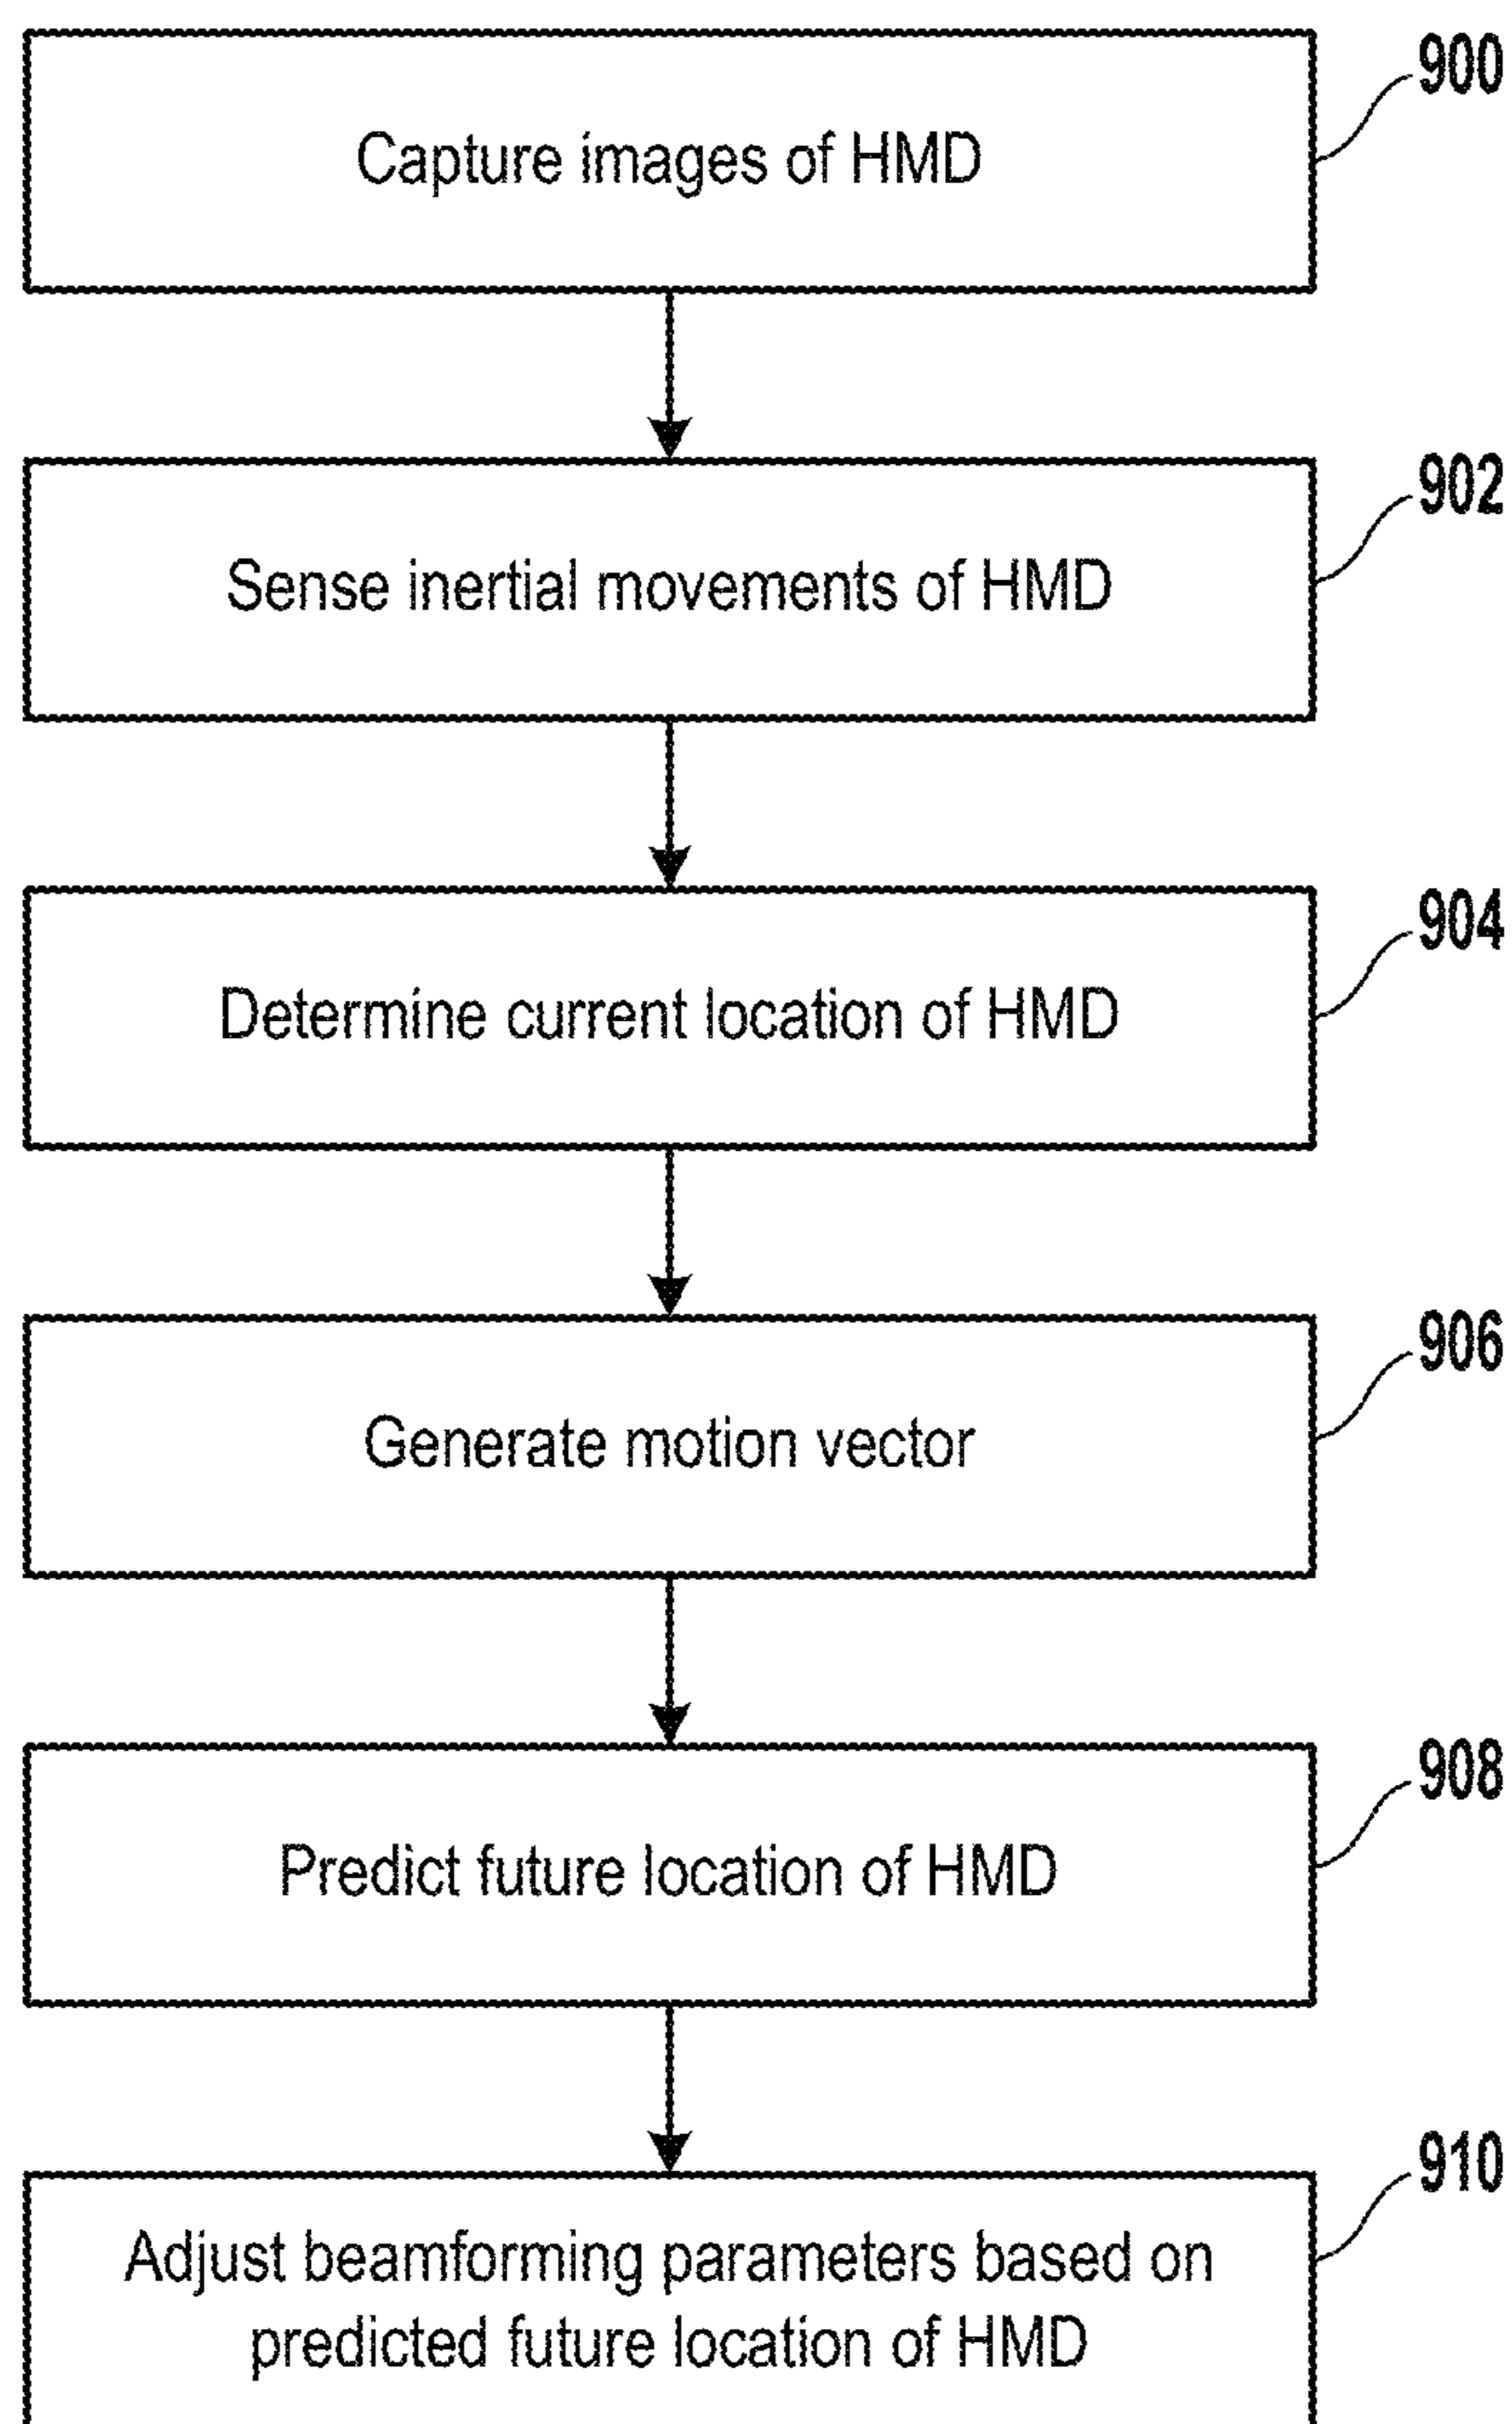 900
Capture images of HMD
902
Sense inertial movements of HMD
904
Determine current location of HMD
906
Generate motion vector
908
Predict future location of HMD
910
Adjust beamforming parameters based on
predicted future location of HMD